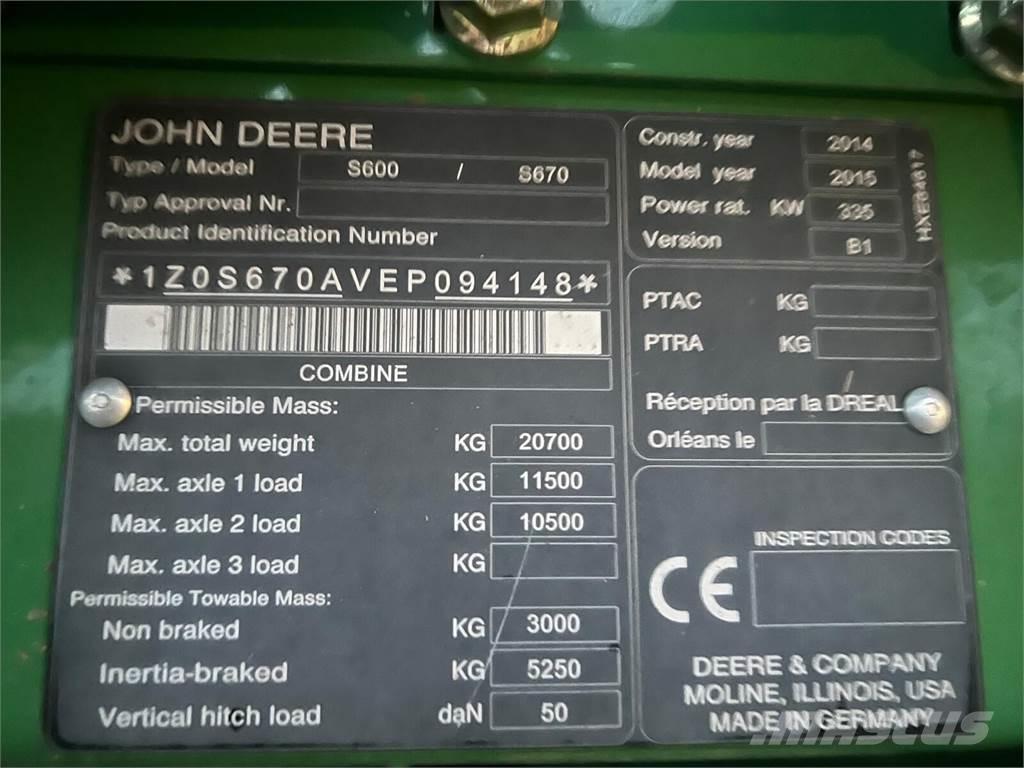 JOHN DEERE
Type / Model S600 / S670
Typ Approval Nr.
Product Identification Number
*1Z0S670AVEP094148*
COMBINE
Permissible Mass:
Max. total weight KG 20700
Max. axle 1 load KG 11500
Max. axle 2 load KG 10500
Max. axle 3 load KG
Permissible Towable Mass:
Non braked KG 3000
Inertia-braked KG 5250
Vertical hitch load daN 50
Constr. year 2014
Model year 2015
Power rat. KW 335
Version B1
PTAC KG
PTRA KG
Réception par la DREAL
Orléans le
INSPECTION CODES
CE
DEERE & COMPANY
MOLINE, ILLINOIS, USA
MADE IN GERMANY
MASCUS